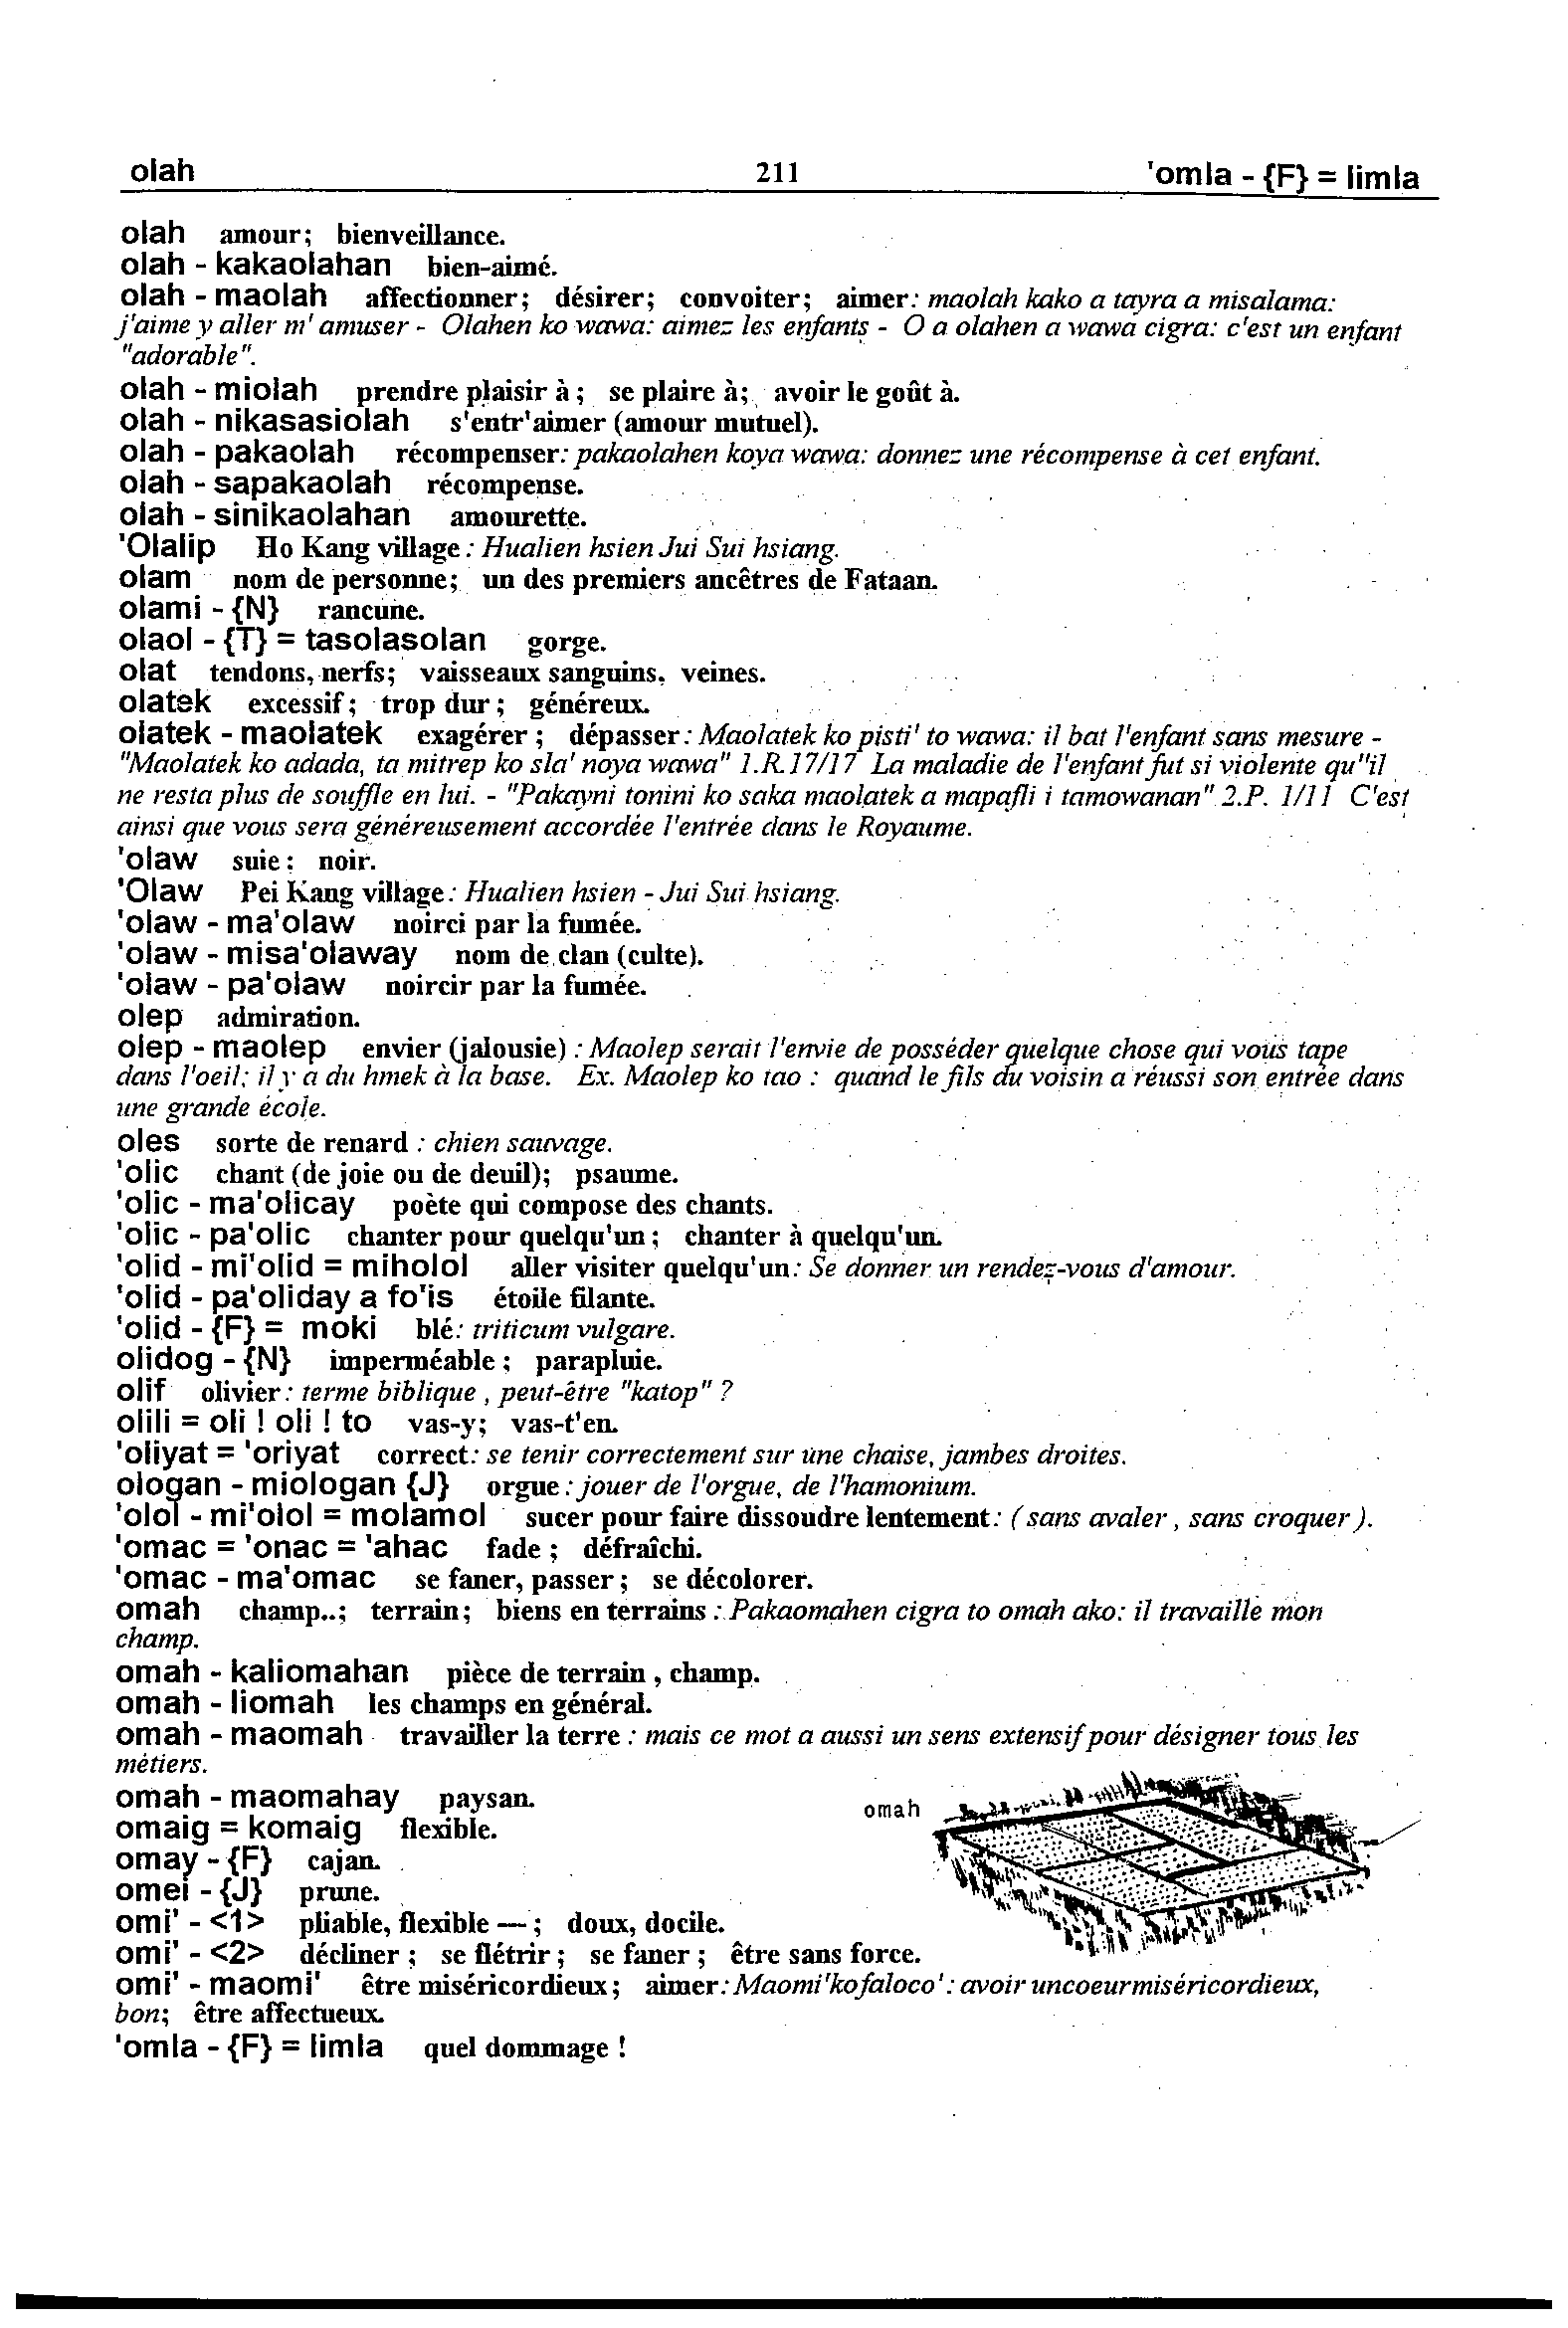 olah 211 'omla - {F} = limla
olah amour; bienveillance.
olah - kakaolahan bien-aimé.
olah - maolah affectionner; désirer; convoiter; aimer: maolah kako a tayra a misalama:
j'aime y aller m' amuser - Olahen ko wawa: aimez les enfants - O a olahen a wawa cigra: c'est un enfant
"adorable".
olah - miolah prendre plaisir à ; se plaire à; avoir le goût à.
olah - nikasasiolah s'entr'aimer (amour mutuel).
olah - pakaolah récompenser: pakaolahen koya wawa: donnez une récompense à cet enfant.
olah - sapakaolah récompense.
olah - sinikaolahan amourette.
'Olalip Ho Kang village : Hualien hsien Jui Sui hsiang.
olam nom de personne; un des premiers ancêtres de Fataan.
olami - {N} rancune.
olaol - {T} = tasolasolan gorge.
olat tendons, nerfs; vaisseaux sanguins, veines.
olatek excessif ; trop dur ; généreux.
olatek - maolatek exagérer ; dépasser : Maolatek ko pisti' to wawa: il bat l'enfant sans mesure -
"Maolatek ko adada, ta mitrep ko sla' noya wawa" 1.R.17/17 La maladie de l'enfant fut si violente qu''il
ne resta plus de souffle en lui. - "Pakayni tonini ko saka maolatek a mapafli i tamowanan" 2.P. 1/11 C'est
ainsi que vous sera généreusement accordée l'entrée dans le Royaume.
'olaw suie : noir.
'Olaw Pei Kang village : Hualien hsien - Jui Sui hsiang.
'olaw - ma'olaw noirci par la fumée.
'olaw - misa'olaway nom de clan (culte).
'olaw - pa'olaw noircir par la fumée.
olep admiration.
olep - maolep envier (jalousie) : Maolep serait l'envie de posséder quelque chose qui vous tape
dans l'oeil; il y a du hmek à la base. Ex. Maolep ko tao : quand le fils du voisin a réussi son entrée dans
une grande école.
oles sorte de renard : chien sauvage.
'olic chant (de joie ou de deuil); psaume.
'olic - ma'olicay poète qui compose des chants.
'olic - pa'olic chanter pour quelqu'un ; chanter à quelqu'un.
'olid - mi'olid = miholol aller visiter quelqu'un: Se donner un rendez-vous d'amour.
'olid - pa'oliday a fo'is étoile filante.
'olid - {F} = moki blé: triticum vulgare.
olidog - {N} imperméable ; parapluie.
olif olivier : terme biblique , peut-être "katop" ?
olili = oli ! oli ! to vas-y; vas-t'en.
'oliyat = 'oriyat correct: se tenir correctement sur une chaise, jambes droites.
ologan - miologan {J} orgue : jouer de l'orgue, de l'hamonium.
'olol - mi'olol = molamol sucer pour faire dissoudre lentement: ( sans avaler , sans croquer ).
'omac = 'onac = 'ahac fade ; défraîchi.
'omac - ma'omac se faner, passer ; se décolorer.
omah champ..; terrain; biens en terrains : Pakaomahen cigra to omah ako: il travaille mon
champ.
omah - kaliomahan pièce de terrain , champ.
omah - liomah les champs en général.
omah - maomah travailler la terre : mais ce mot a aussi un sens extensif pour désigner tous les
métiers.
omah - maomahay paysan.
omah
omaig = komaig flexible.
omay - {F} cajan.
omei - {J} prune.
omi' - <1> pliable, flexible — ; doux, docile.
omi' - <2> décliner ; se flétrir ; se faner ; être sans force.
omi' - maomi' être miséricordieux ; aimer : Maomi'kofaloco' : avoir uncoeurmiséricordieux,
bon; être affectueux.
'omla - {F} = limla quel dommage !